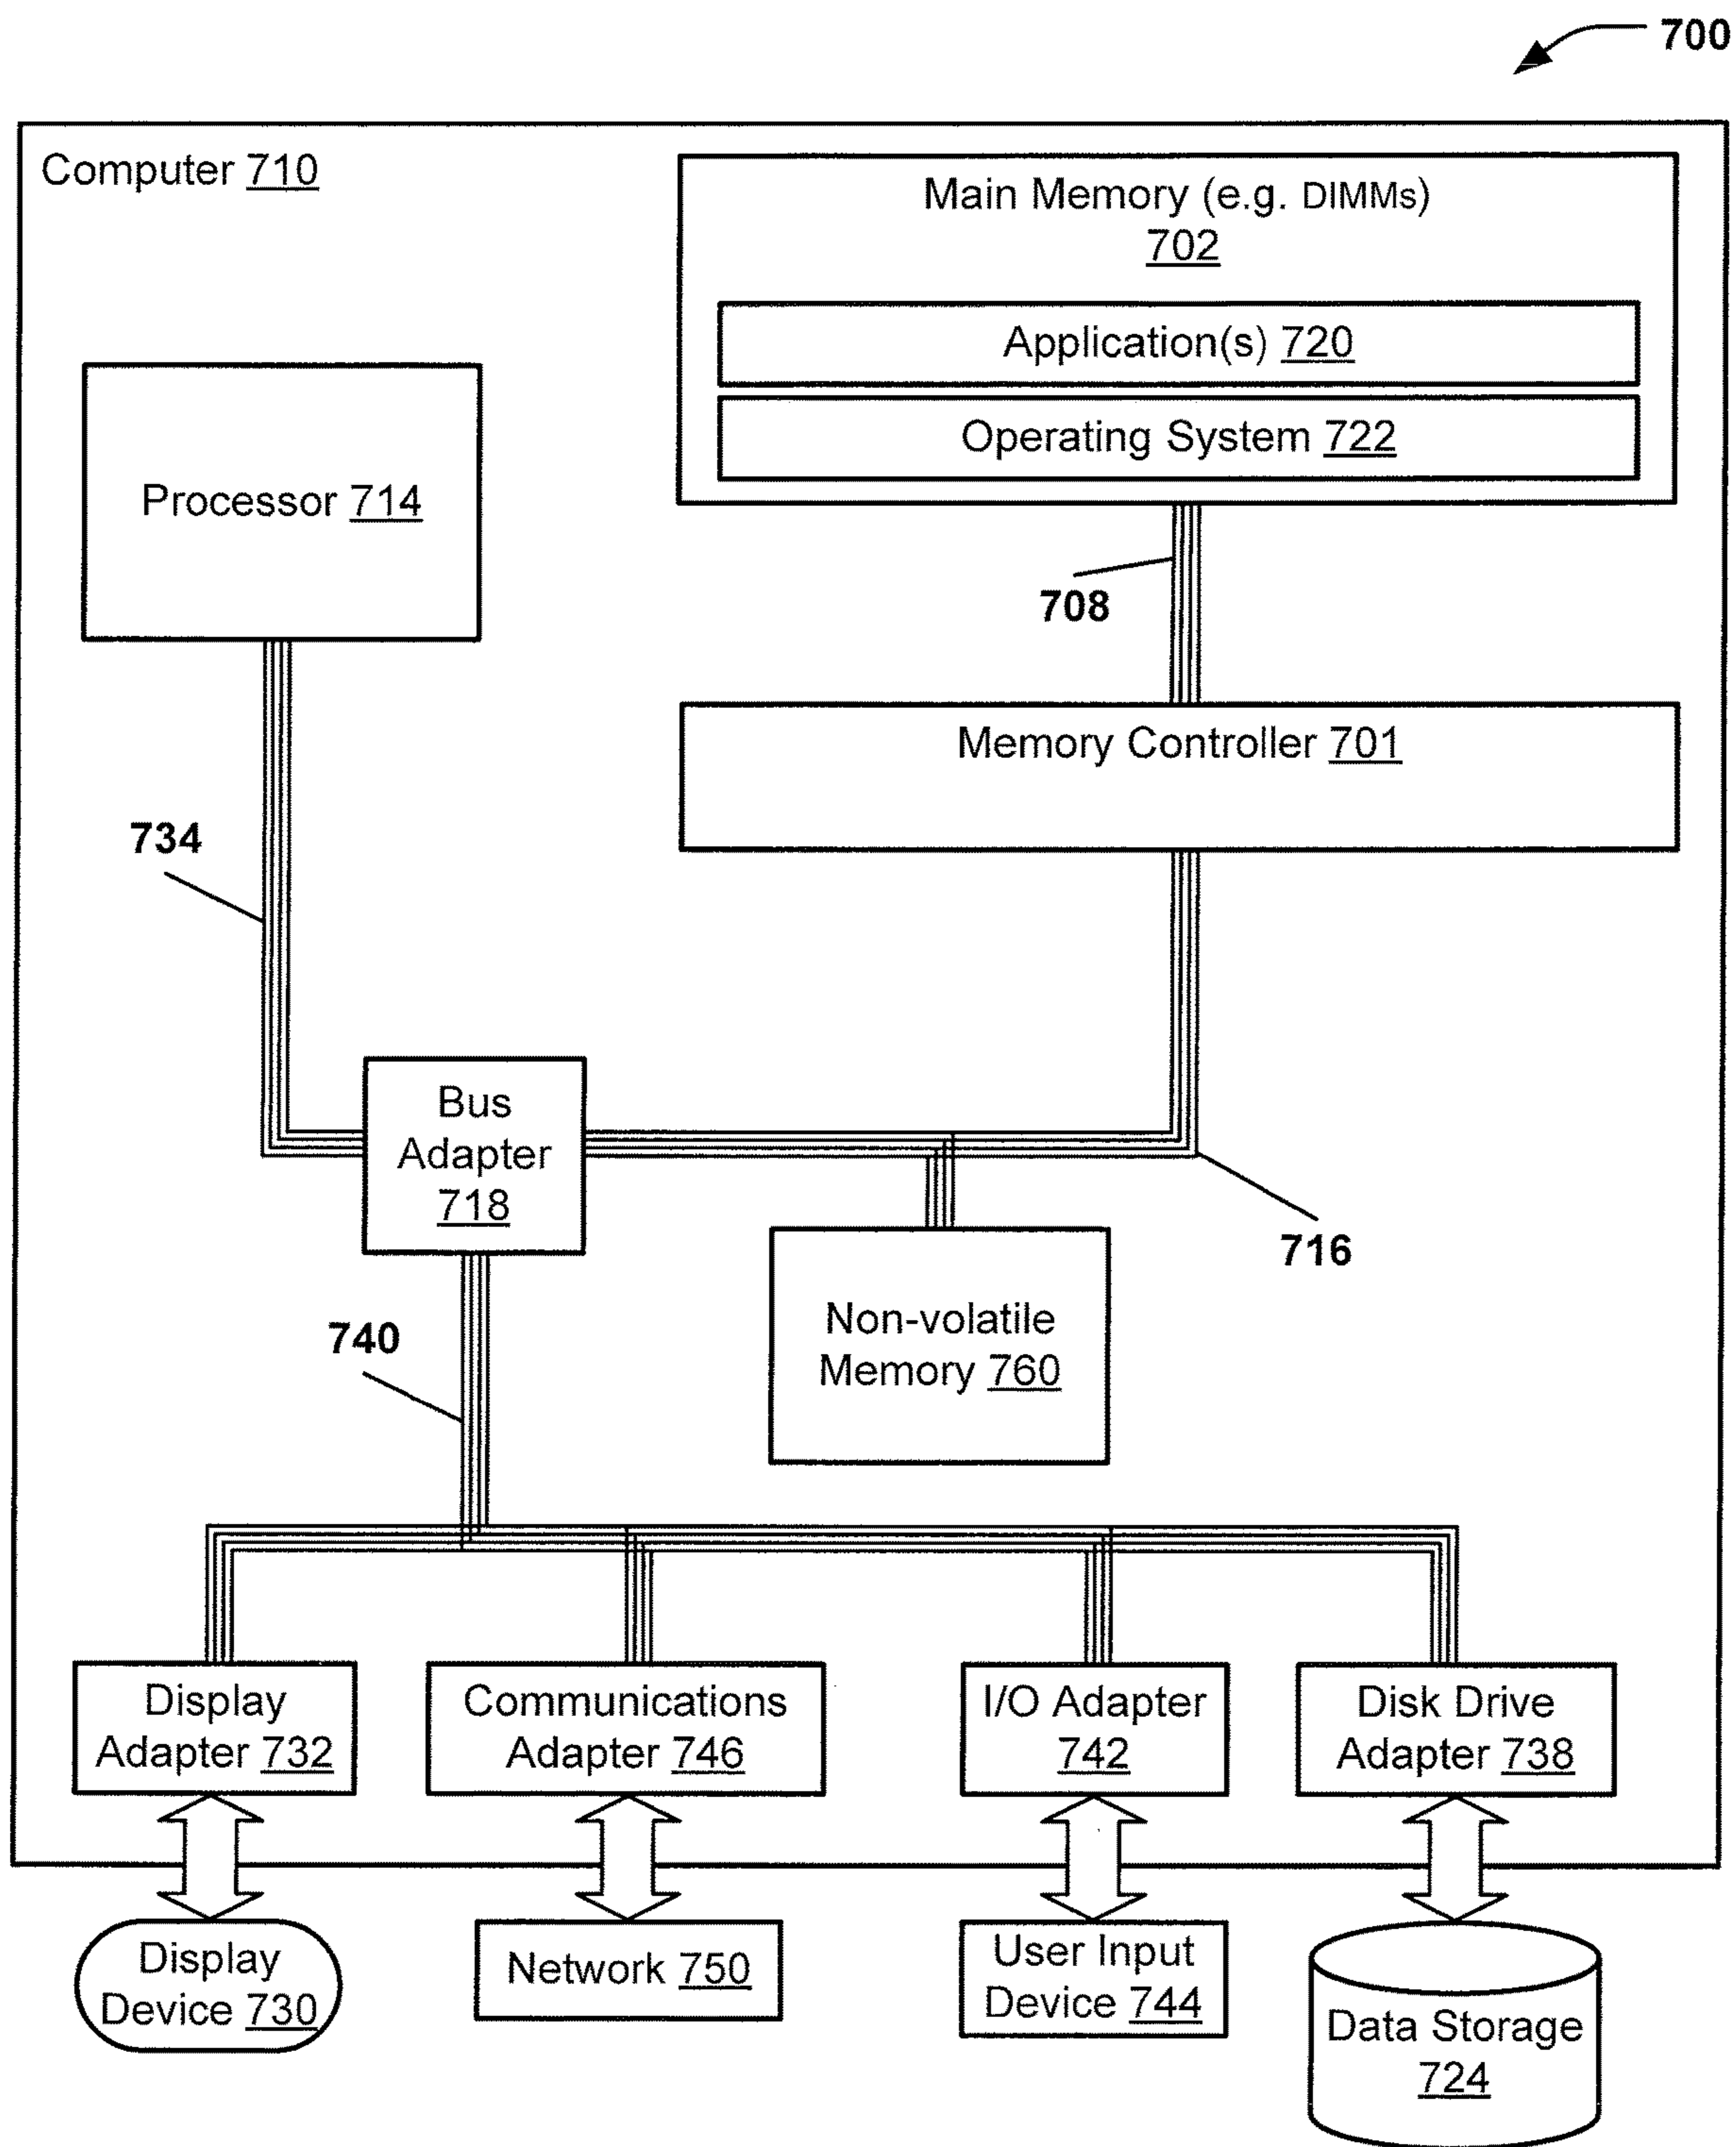 700
Computer 710
Main Memory (e.g. DIMMs)
702
Application(s) 720
Operating System 722
Processor 714
708
Memory Controller 701
734
Bus
Adapter
718
716
Non-volatile
Memory 760
740
Display
Adapter 732
Communications
Adapter 746
I/O Adapter
742
Disk Drive
Adapter 738
Display
Device 730
Network 750
User Input
Device 744
Data Storage
724